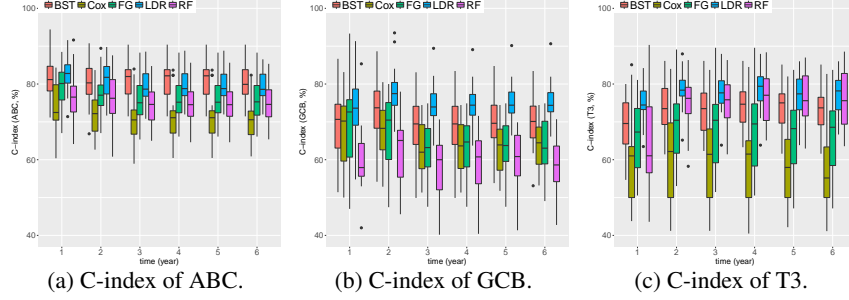 BST Cox FG LDR RF
C-index (ABC, %)
100
80
60
40
1 2 3 4 5 6
time (year)
(a) C-index of ABC.
BST Cox FG LDR RF
C-index (GCB, %)
100
80
60
40
1 2 3 4 5 6
time (year)
(b) C-index of GCB.
BST Cox FG LDR RF
C-index (T3, %)
100
80
60
40
1 2 3 4 5 6
time (year)
(c) C-index of T3.